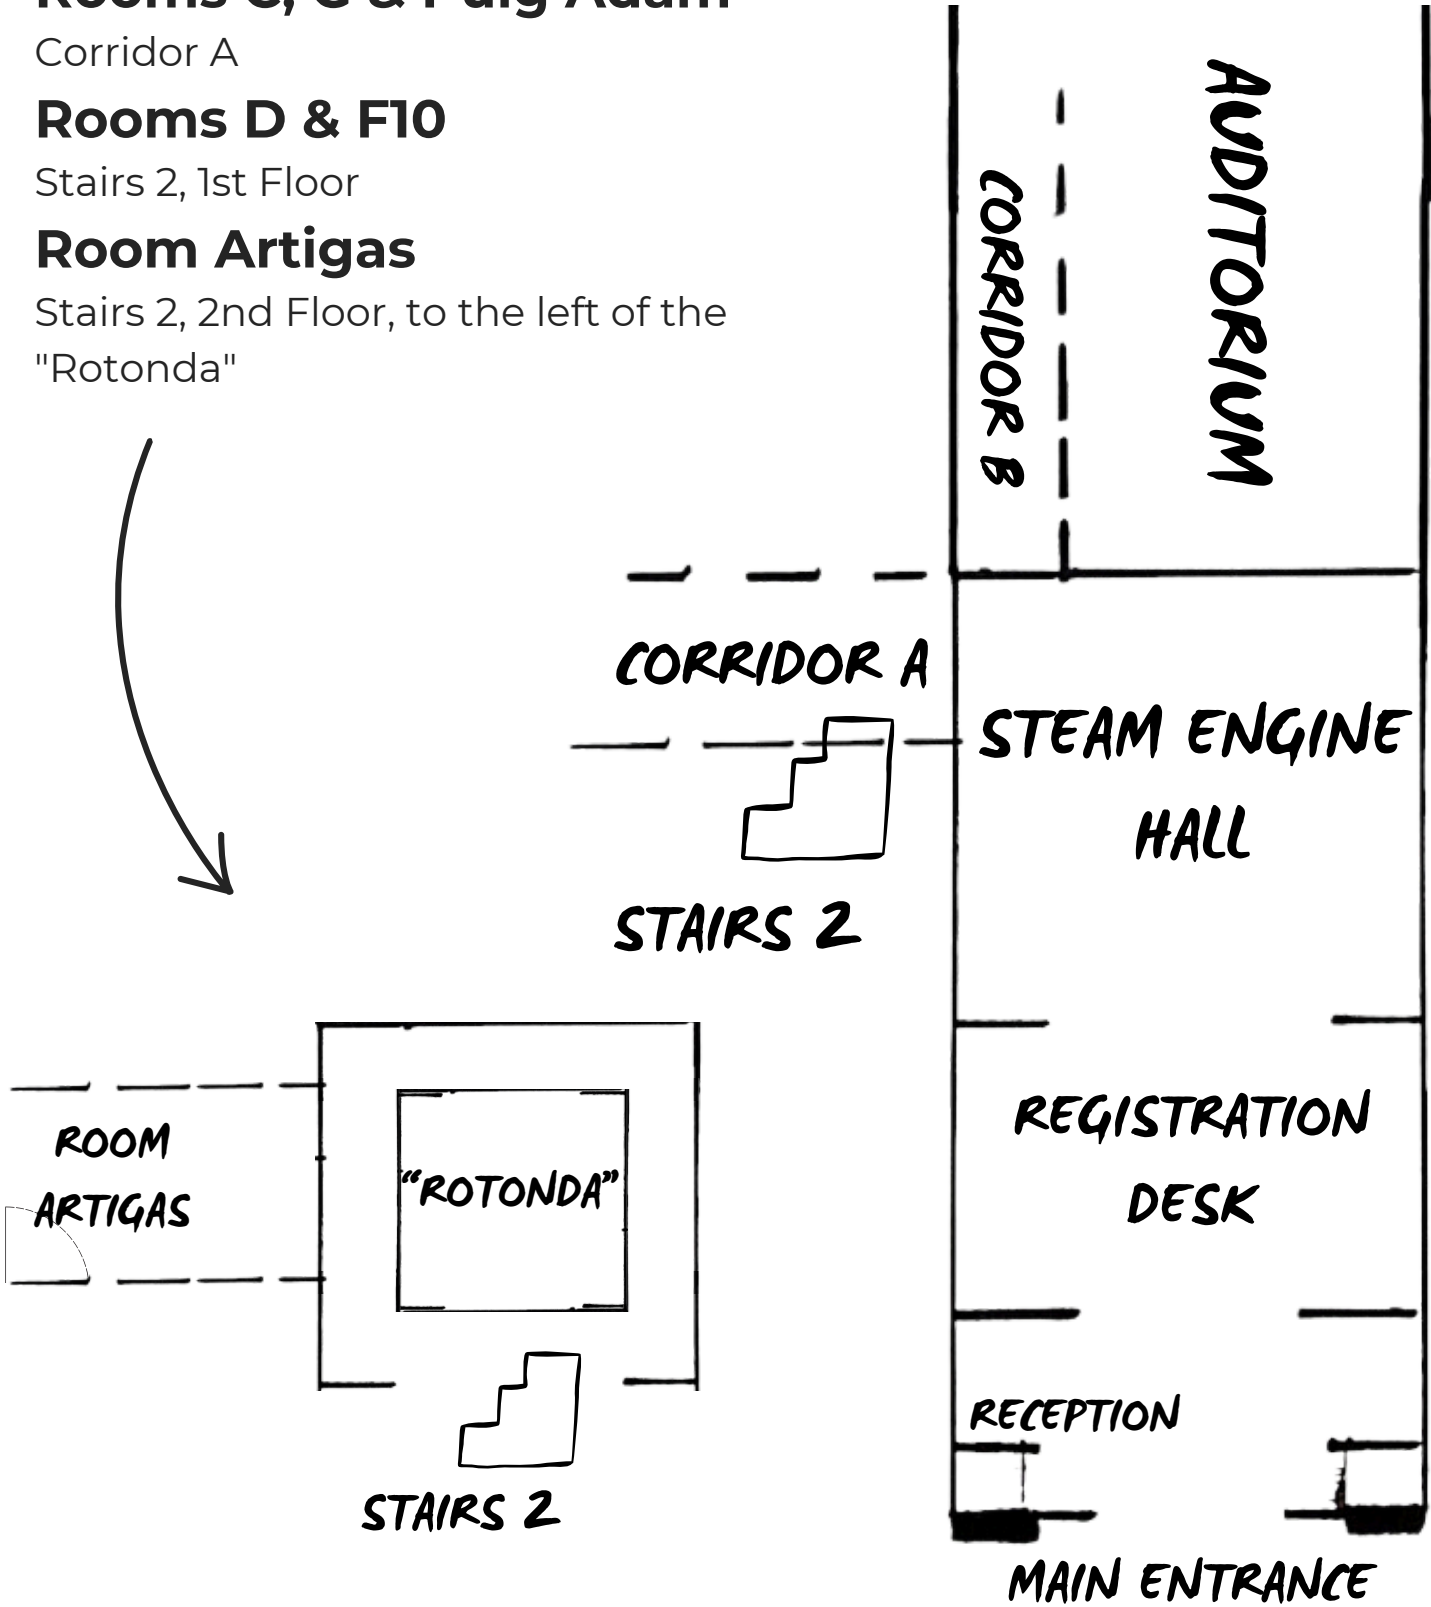 Corridor A
Rooms D & F10
Stairs 2, 1st Floor
Room Artigas
Stairs 2, 2nd Floor, to the left of the
"Rotonda"
AUDITORIUM
CORRIDOR B
CORRIDOR A
STEAM ENGINE
HALL
STAIRS 2
REGISTRATION
DESK
ROOM
ARTIGAS
“ROTONDA”
RECEPTION
STAIRS 2
MAIN ENTRANCE